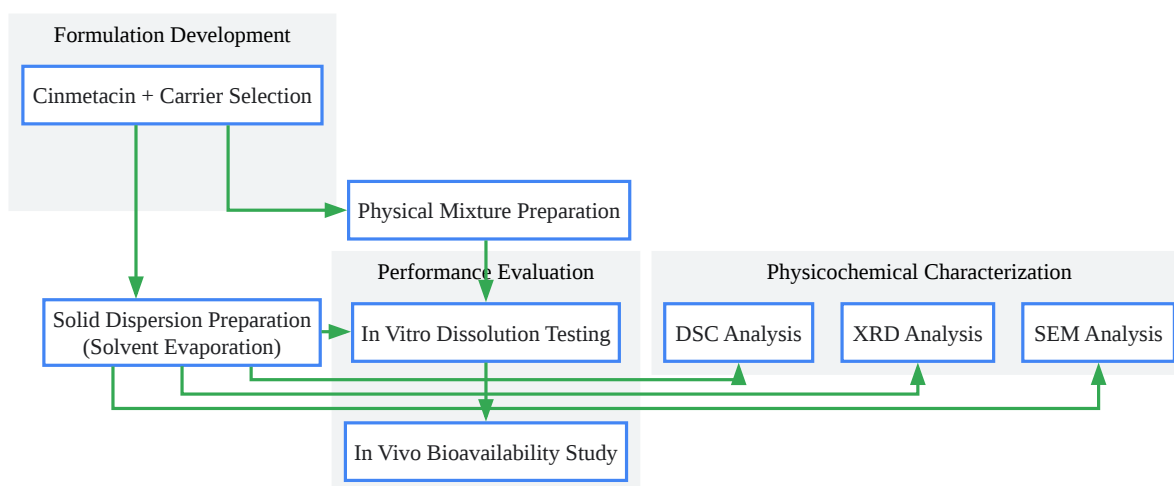 Formulation Development
Cinmetacin + Carrier Selection
Physical Mixture Preparation
Performance Evaluation
Physicochemical Characterization
Solid Dispersion Preparation
(Solvent Evaporation)
In Vitro Dissolution Testing
DSC Analysis
XRD Analysis
SEM Analysis
In Vivo Bioavailability Study